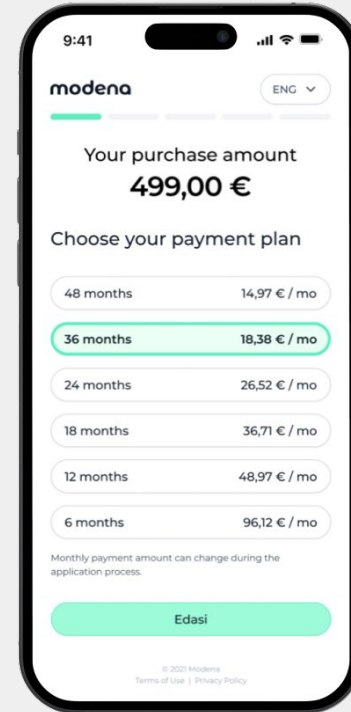 9:41
modena
ENG
Your purchase amount
499,00 €
Choose your payment plan
48 months 14,97 € / mo
36 months 18,38 € / mo
24 months 26,52 € / mo
18 months 36,71 € / mo
12 months 48,97 € / mo
6 months 96,12 € / mo
Monthly payment amount can change during the
application process.
Edasi
© 2021 Modena
Terms of Use | Privacy Policy